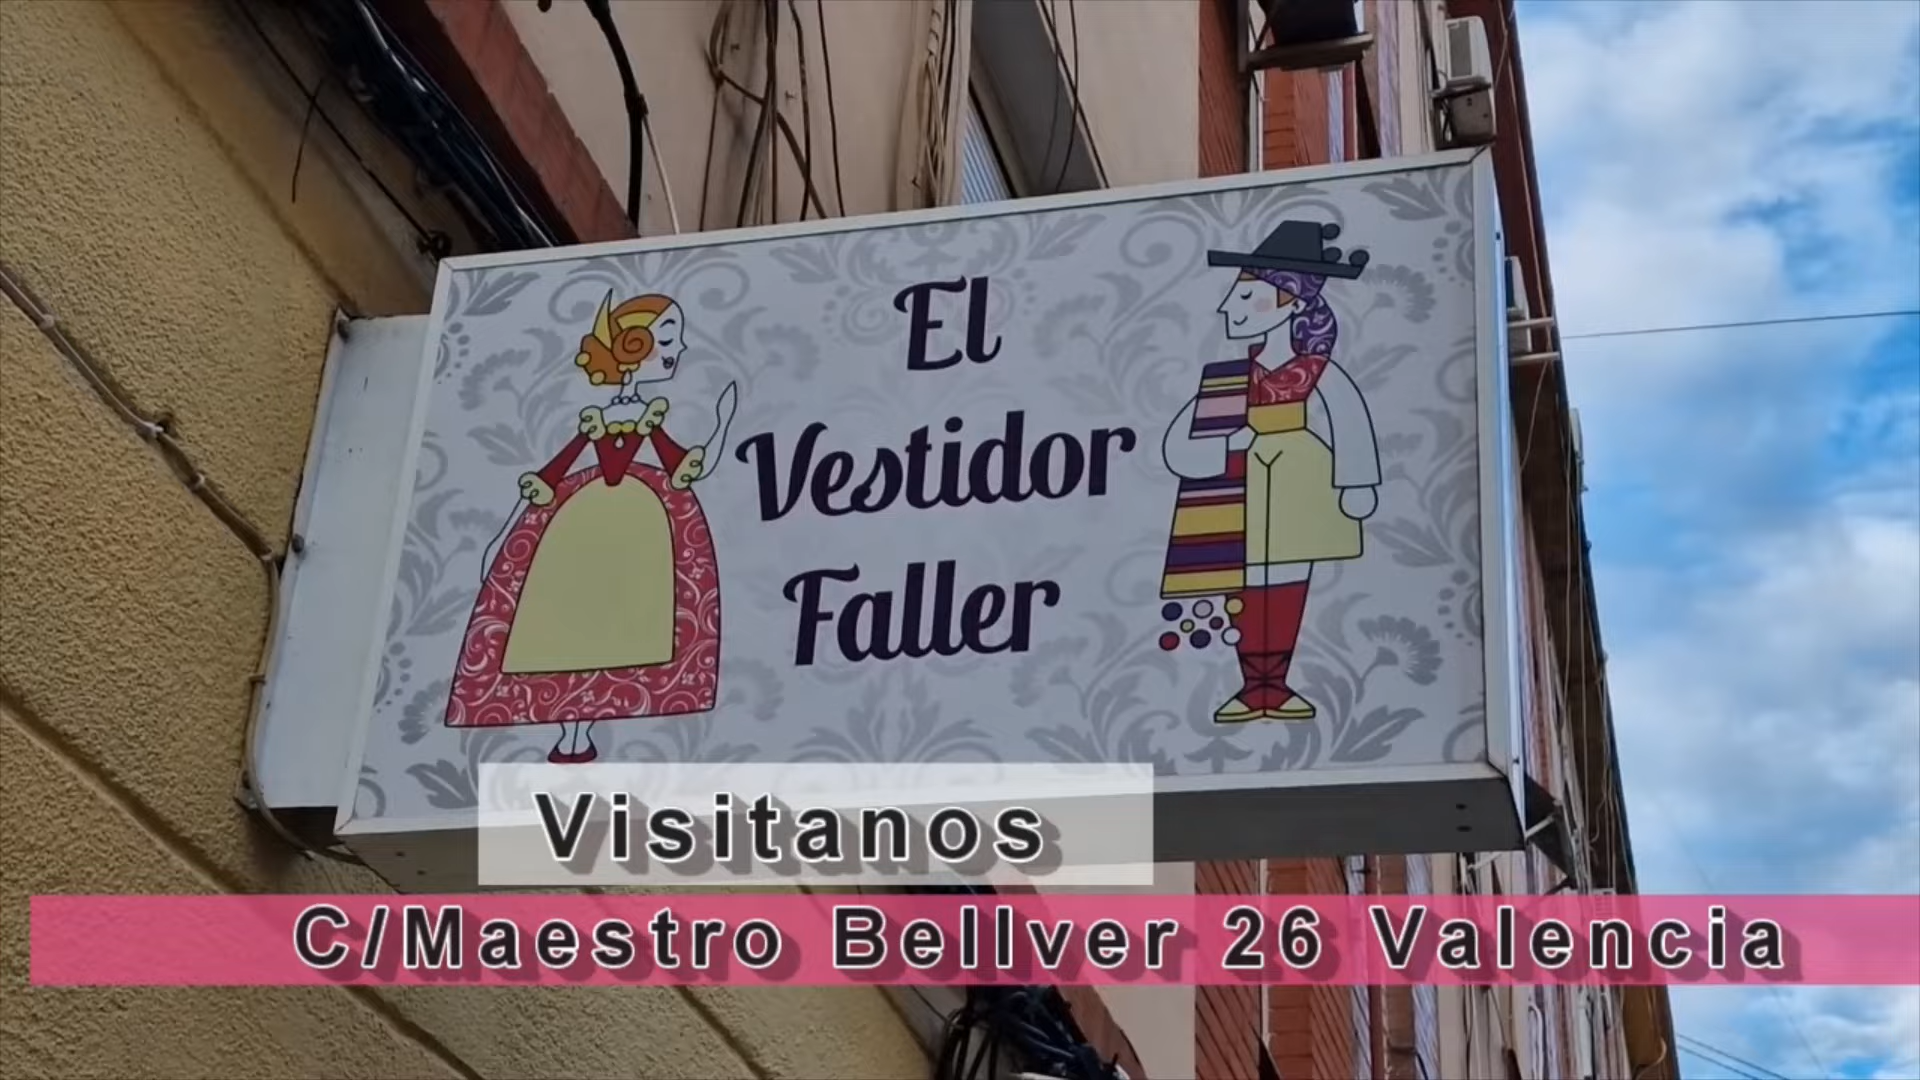 El
Vestidor
Faller
Visitanos
C/Maestro Bellver 26 Valencia